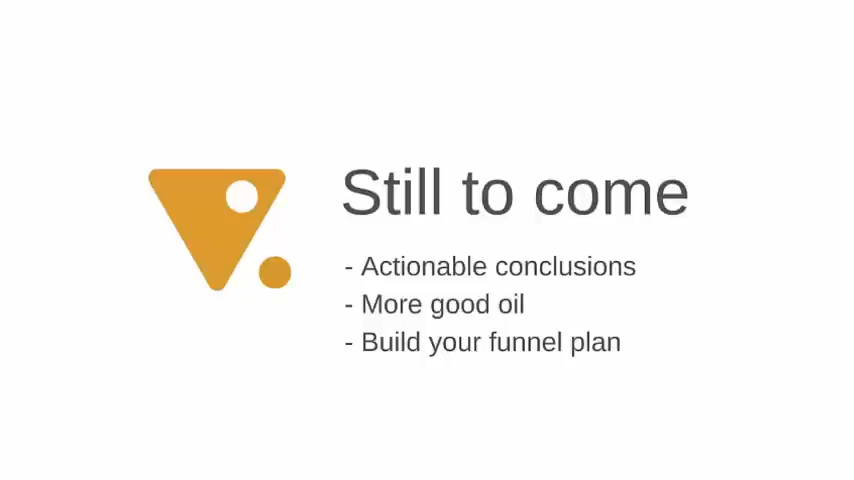 Still to come
- Actionable conclusions
- More good oil
- Build your funnel plan